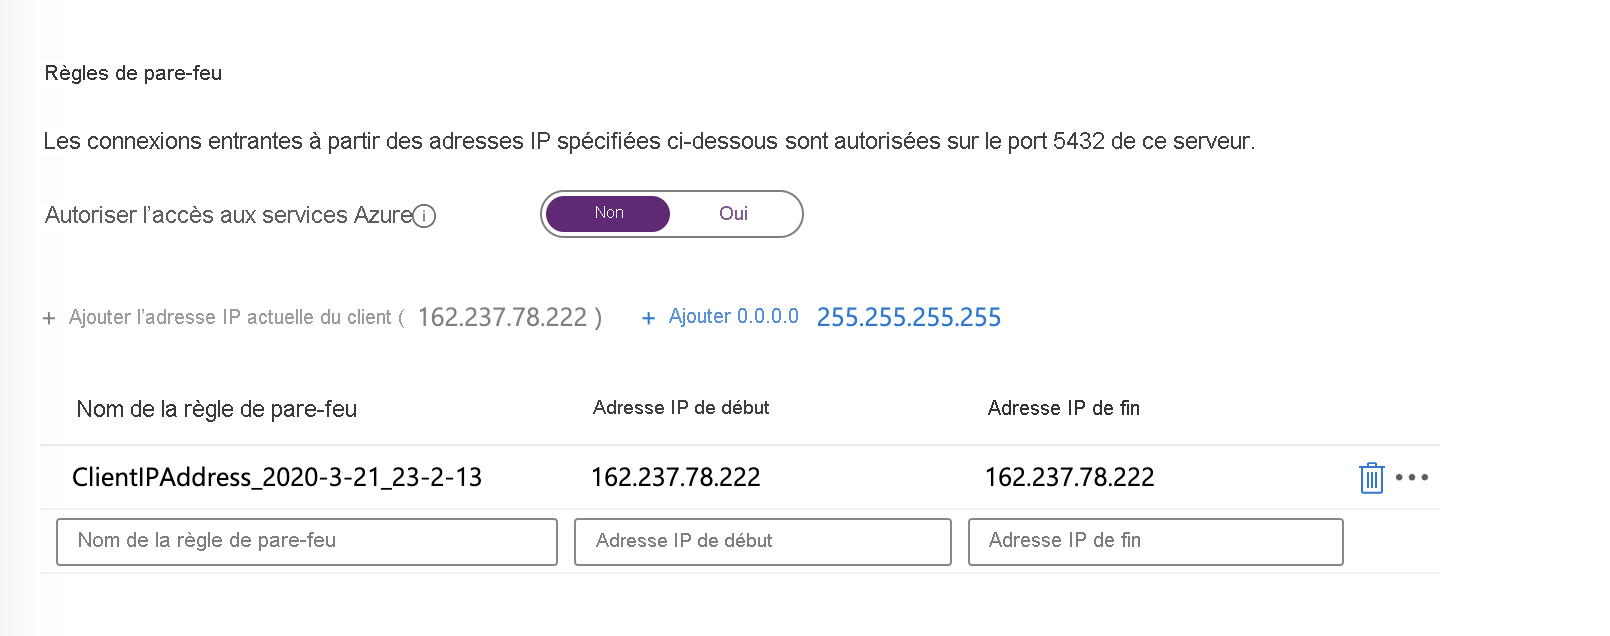 Règles de pare-feu
Les connexions entrantes à partir des adresses IP spécifiées ci-dessous sont autorisées sur le port 5432 de ce serveur.
Autoriser l’accès aux services Azure Non Oui
+ Ajouter l’adresse IP actuelle du client ( 162.237.78.222 ) + Ajouter 0.0.0.0 255.255.255.255
Nom de la règle de pare-feu Adresse IP de début Adresse IP de fin
ClientIPAddress_2020-3-21_23-2-13 162.237.78.222 162.237.78.222
Nom de la règle de pare-feu Adresse IP de début Adresse IP de fin